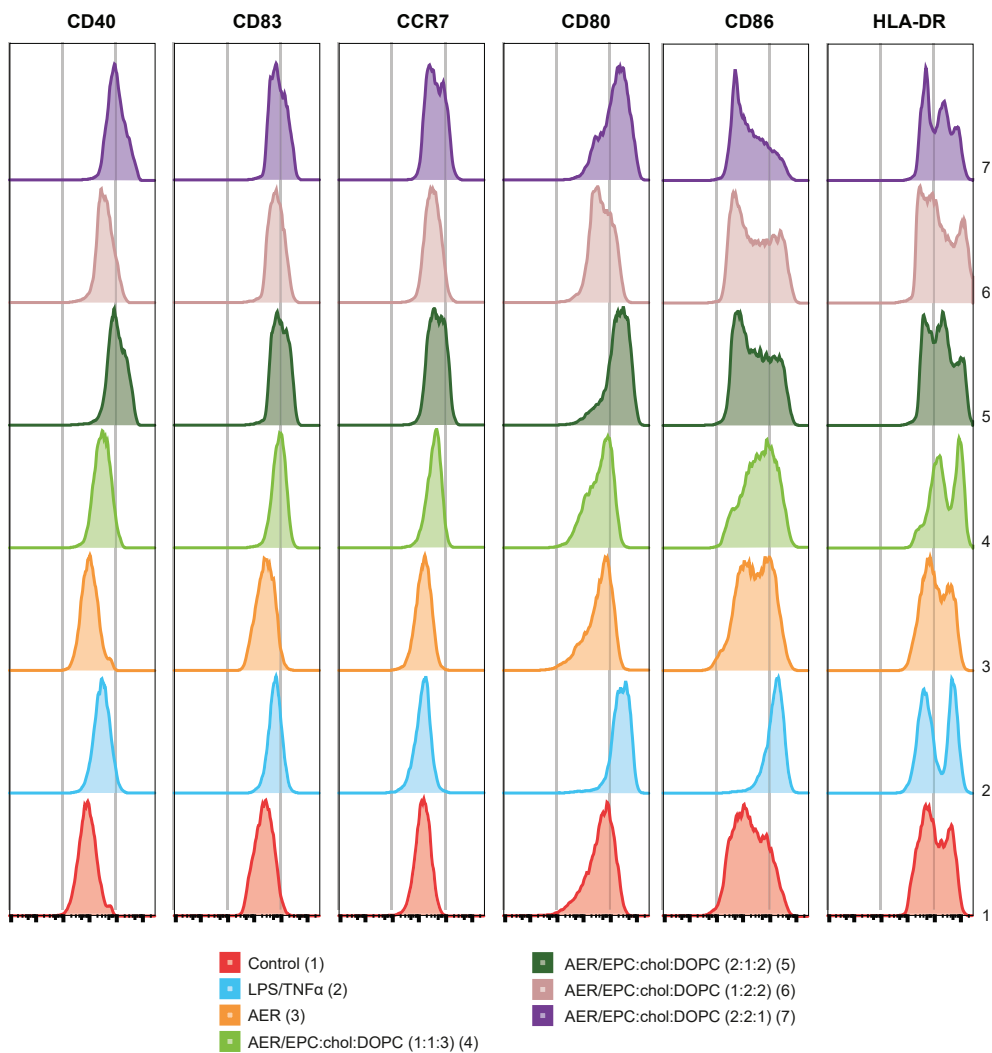 CD40 CD83 CCR7 CD80 CD86 HLA-DR
7
6
5
4
3
2
1
Control (1)
LPS/TNFα (2)
AER (3)
AER/EPC:chol:DOPC (1:1:3) (4)
AER/EPC:chol:DOPC (2:1:2) (5)
AER/EPC:chol:DOPC (1:2:2) (6)
AER/EPC:chol:DOPC (2:2:1) (7)